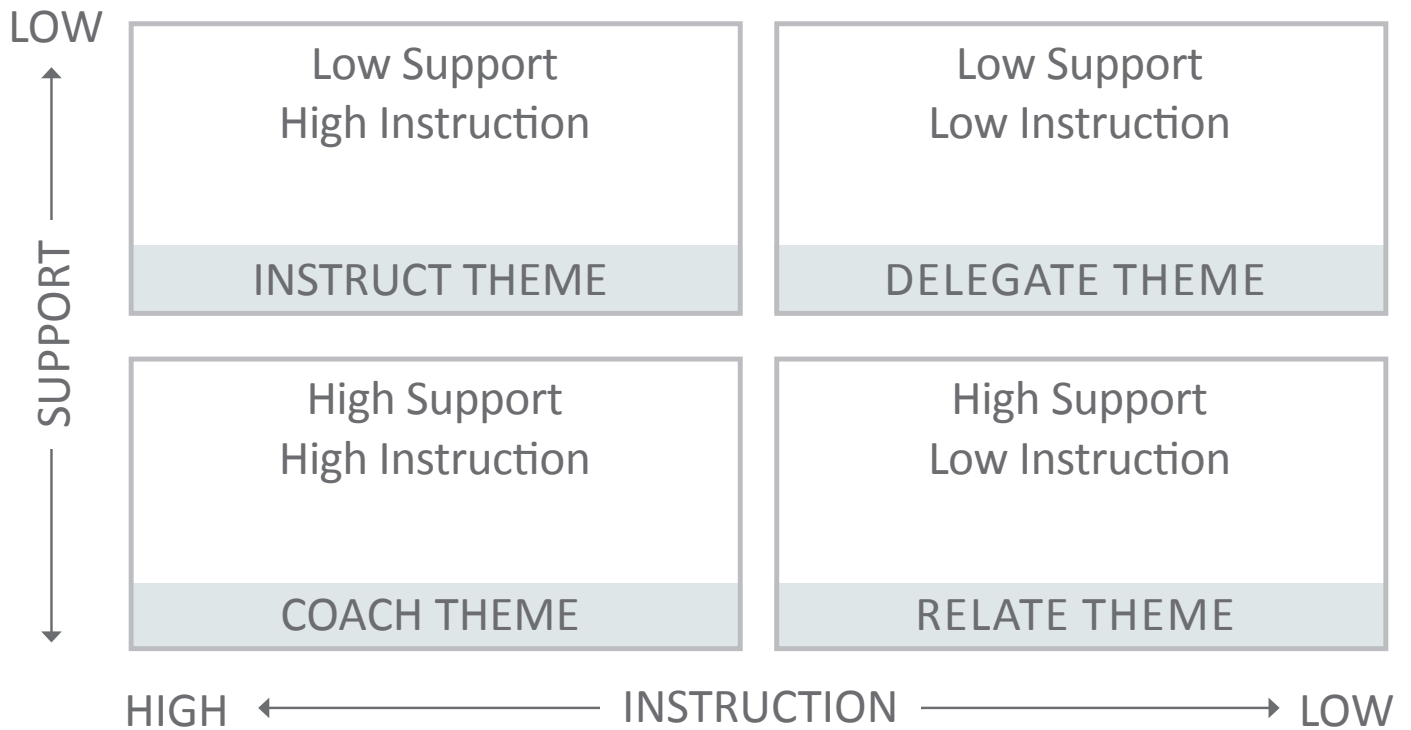 LOW
Low Support
High Instruction
INSTRUCT THEME
Low Support
Low Instruction
DELEGATE THEME
SUPPORT
High Support
High Instruction
COACH THEME
High Support
Low Instruction
RELATE THEME
HIGH
INSTRUCTION
LOW